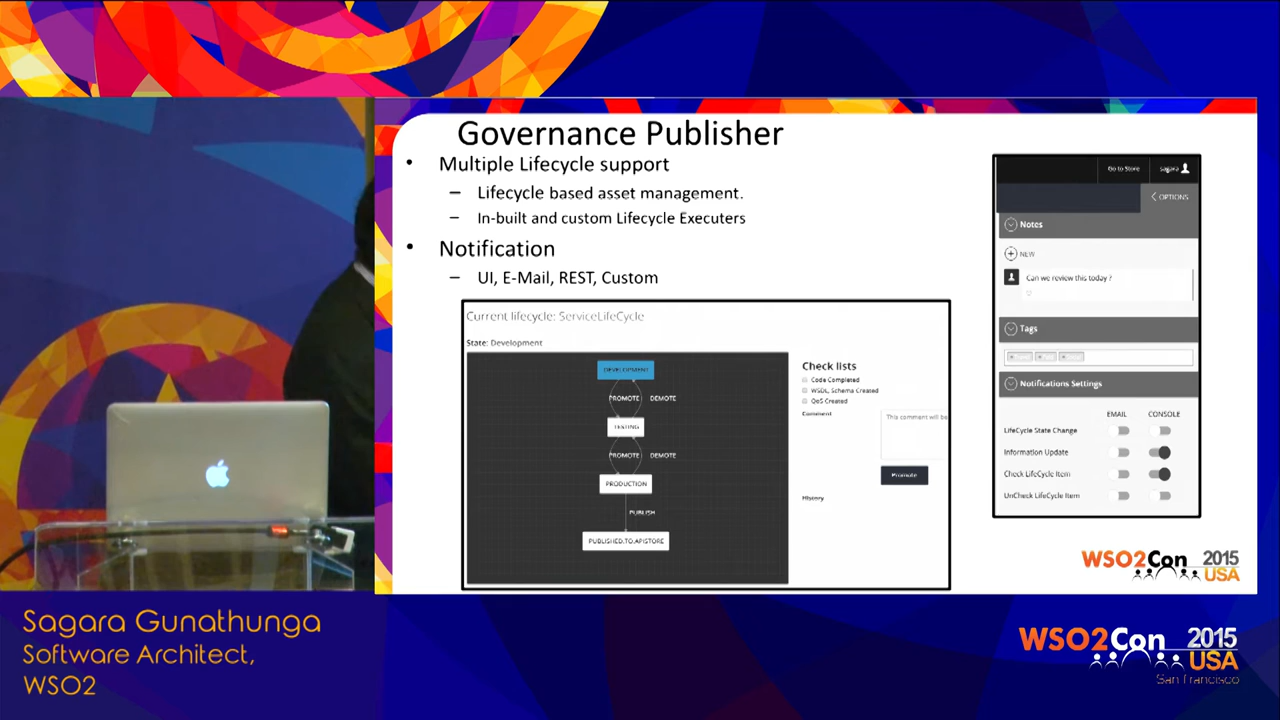 Governance Publisher
• Multiple Lifecycle support
– Lifecycle based asset management.
– In-built and custom Lifecycle Executers
• Notification
– UI, E-Mail, REST, Custom
Current lifecycle: ServiceLifeCycle
State: Development
DEVELOPMENT
PROMOTE DEMOTE
TESTING
PROMOTE DEMOTE
PRODUCTION
PUBLISH
PUBLISHED.TO.APISTORE
Check lists
Code Completed
WSDL, Schema Created
QoS Created
Comment
This comment will be
Promote
History
Go to Store sagara
OPTIONS
Notes
NEW
Can we review this today ?
Tags
Notifications Settings
EMAIL CONSOLE
LifeCycle State Change
Information Update
Check LifeCycle Item
UnCheck LifeCycle Item
WSO2Con 2015
USA
Sagara Gunathunga
Software Architect,
WSO2
WSO2Con 2015
USA
San Francisco